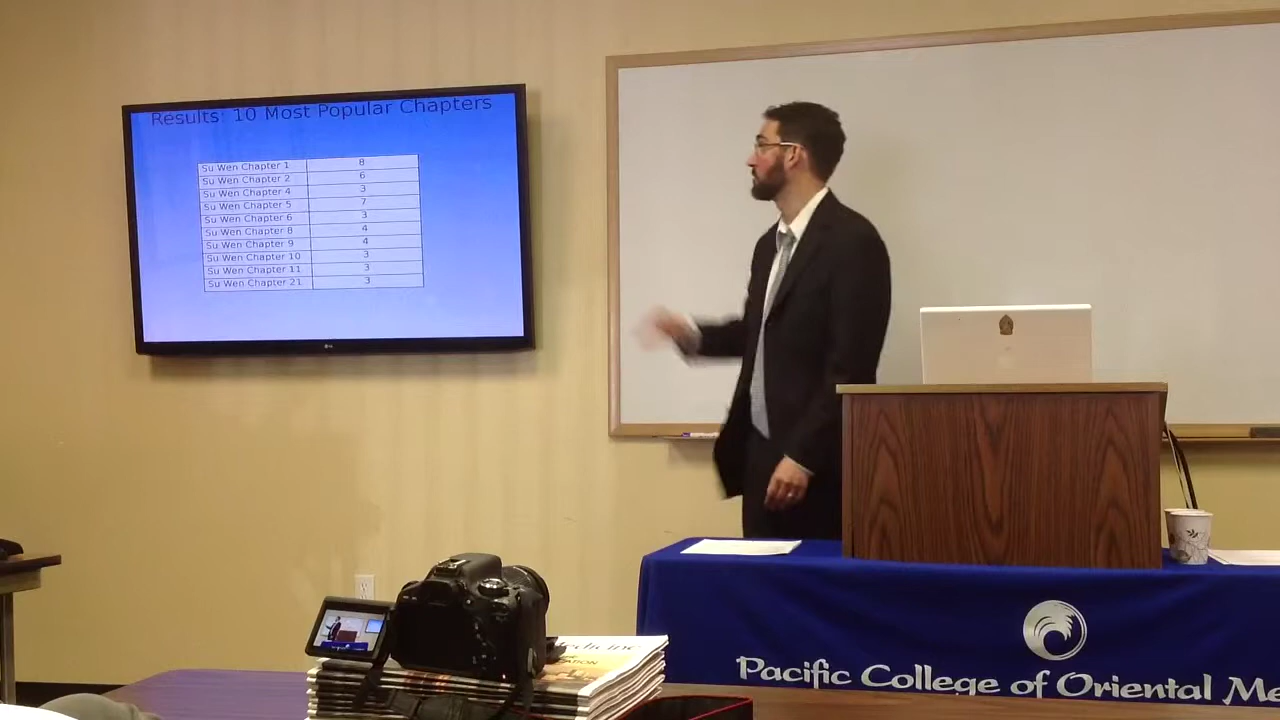 Results: 10 Most Popular Chapters
Su Wen Chapter 1 8
Su Wen Chapter 2 6
Su Wen Chapter 4 3
Su Wen Chapter 5 7
Su Wen Chapter 6 3
Su Wen Chapter 8 4
Su Wen Chapter 9 4
Su Wen Chapter 10 3
Su Wen Chapter 11 3
Su Wen Chapter 21 3
LG
Pacific College of Oriental Me